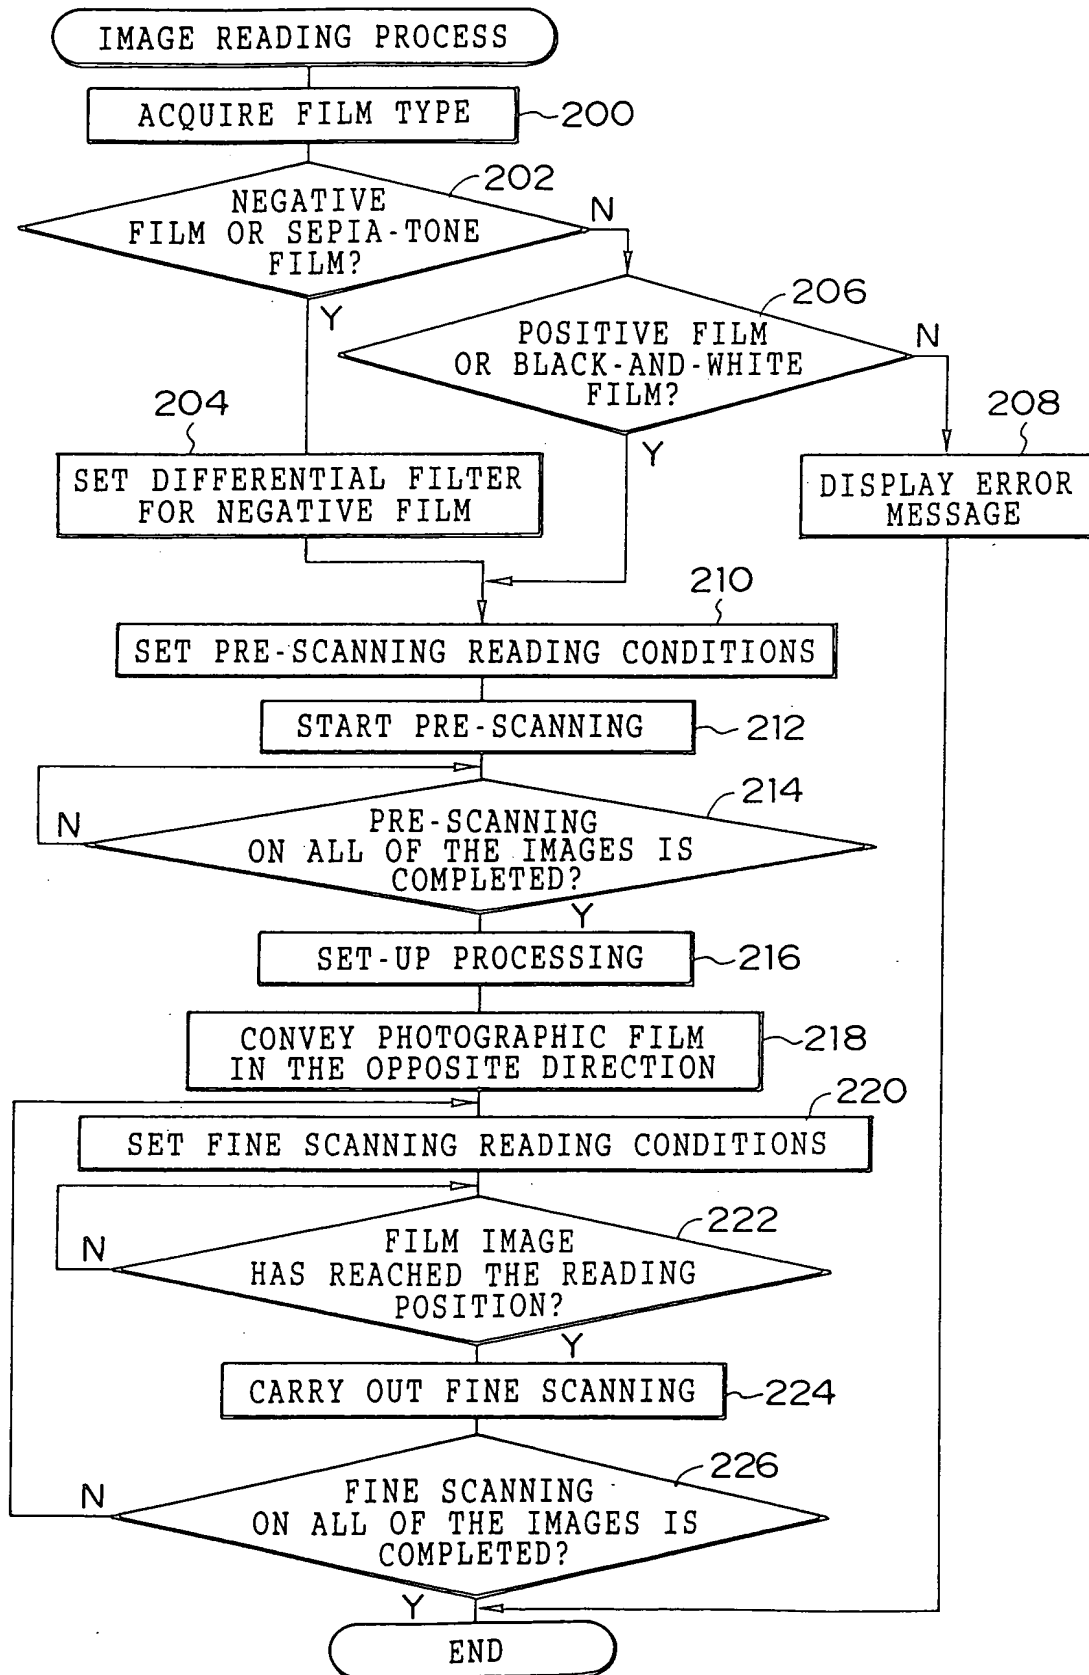 IMAGE READING PROCESS
ACQUIRE FILM TYPE
200
202
NEGATIVE
FILM OR SEPIA-TONE
FILM?
N
Y
206
POSITIVE FILM
OR BLACK-AND-WHITE
FILM?
N
Y
204
SET DIFFERENTIAL FILTER
FOR NEGATIVE FILM
208
DISPLAY ERROR
MESSAGE
210
SET PRE-SCANNING READING CONDITIONS
START PRE-SCANNING
212
214
N
PRE-SCANNING
ON ALL OF THE IMAGES IS
COMPLETED?
Y
SET-UP PROCESSING
216
CONVEY PHOTOGRAPHIC FILM
IN THE OPPOSITE DIRECTION
218
220
SET FINE SCANNING READING CONDITIONS
222
N
FILM IMAGE
HAS REACHED THE READING
POSITION?
Y
CARRY OUT FINE SCANNING
224
226
N
FINE SCANNING
ON ALL OF THE IMAGES IS
COMPLETED?
Y
END